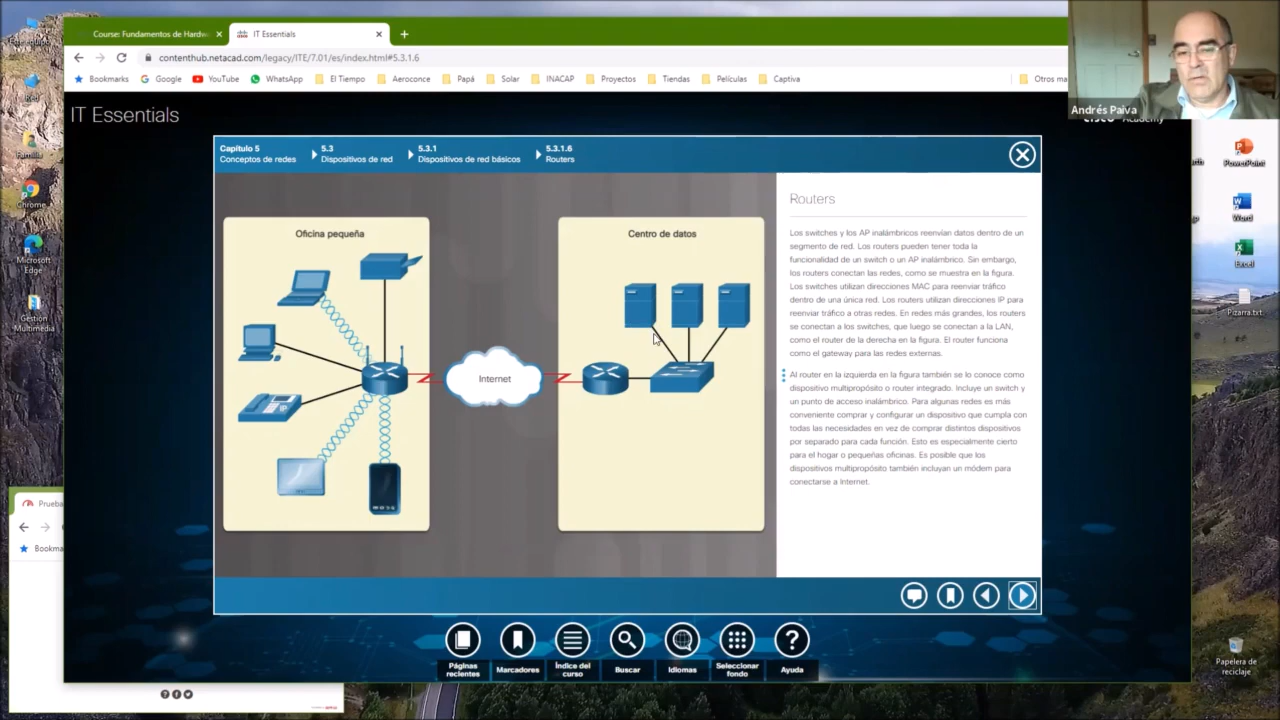 Course: Fundamentos de Hardw
IT Essentials
contenthub.netacad.com/legacy/ITE/7.01/es/index.html#5.3.1.6
Bookmarks
Google
YouTube
WhatsApp
El Tiempo
Aeroconce
Papá
Solar
INACAP
Proyectos
Tiendas
Películas
Captiva
Otros ma
Andrés Paiva
Academy
IT Essentials
Capítulo 5
Conceptos de redes
5.3
Dispositivos de red
5.3.1
Dispositivos de red básicos
5.3.1.6
Routers
Oficina pequeña
IP
Internet
Centro de datos
Routers
Los switches y los AP inalámbricos reenvían datos dentro de un
segmento de red. Los routers pueden tener toda la
funcionalidad de un switch o un AP inalámbrico. Sin embargo,
los routers conectan las redes, como se muestra en la figura.
Los switches utilizan direcciones MAC para reenviar tráfico
dentro de una única red. Los routers utilizan direcciones IP para
reenviar tráfico a otras redes. En redes más grandes, los routers
se conectan a los switches, que luego se conectan a la LAN,
como el router de la derecha en la figura. El router funciona
como el gateway para las redes externas.
Al router en la izquierda en la figura también se lo conoce como
dispositivo multipropósito o router integrado. Incluye un switch y
un punto de acceso inalámbrico. Para algunas redes es más
conveniente comprar y configurar un dispositivo que cumpla con
todas las necesidades en vez de comprar distintos dispositivos
por separado para cada función. Esto es especialmente cierto
para el hogar o pequeñas oficinas. Es posible que los
dispositivos multipropósito también incluyan un módem para
conectarse a Internet.
Páginas
recientes
Marcadores
Índice del
curso
Buscar
Idiomas
Seleccionar
fondo
Ayuda
Red
Familia
Chrome
Microsoft
Edge
Gestión
Multimedia
Prueba
Bookma
PowerPoint
Word
Excel
Pizarra.txt
Papelera de
reciclaje